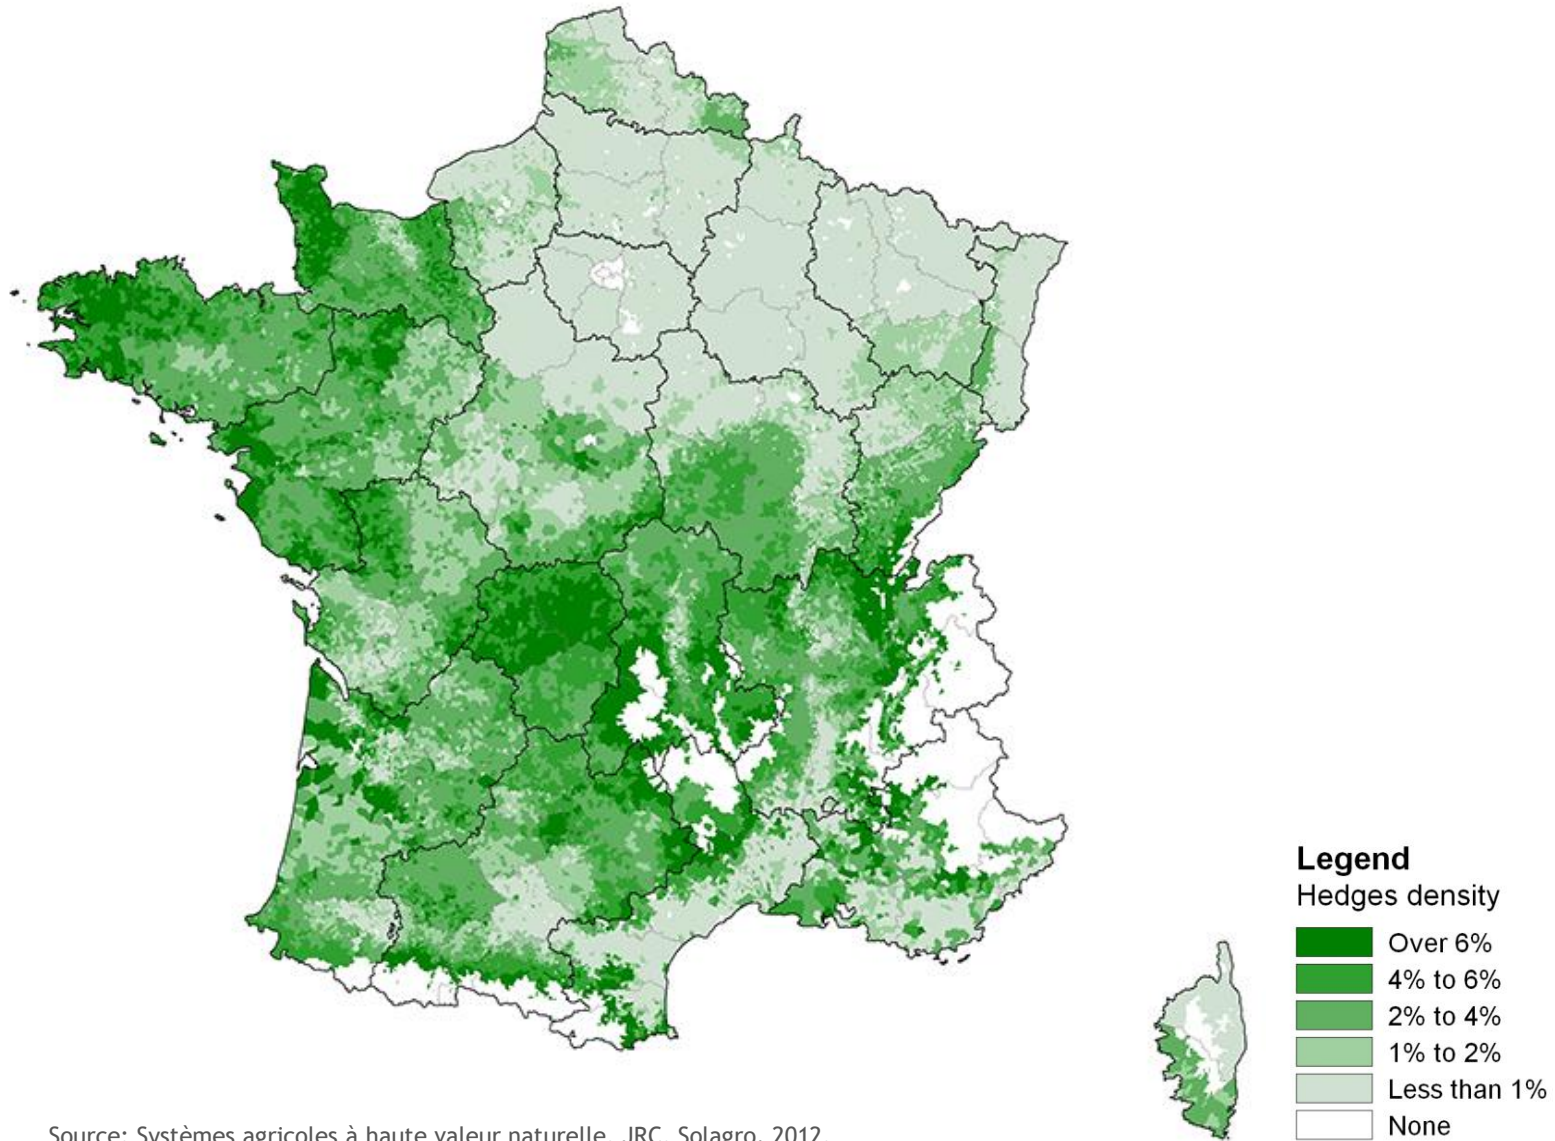 Legend
Hedges density
Over 6%
4% to 6%
2% to 4%
1% to 2%
Less than 1%
None
Source: Systèmes agricoles à haute valeur naturelle, JRC, Solagro, 2012.